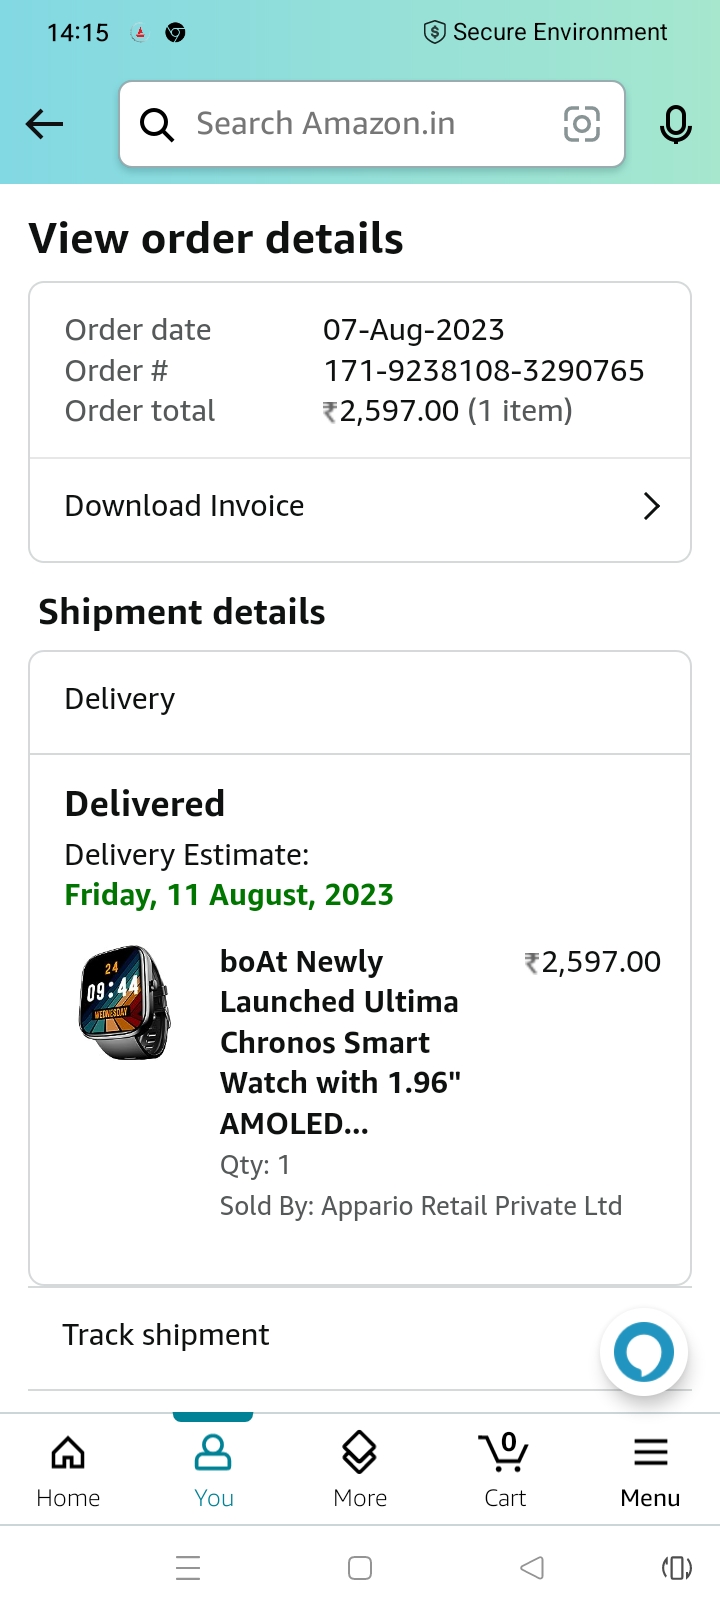 14:15
Secure Environment
Search Amazon.in
View order details
Order date 07-Aug-2023
Order # 171-9238108-3290765
Order total ₹2,597.00 (1 item)
Download Invoice
Shipment details
Delivery
Delivered
Delivery Estimate:
Friday, 11 August, 2023
24
09:44
WEDNESDAY
boAt Newly ₹2,597.00
Launched Ultima
Chronos Smart
Watch with 1.96"
AMOLED...
Qty: 1
Sold By: Appario Retail Private Ltd
Track shipment
0
Home You More Cart Menu